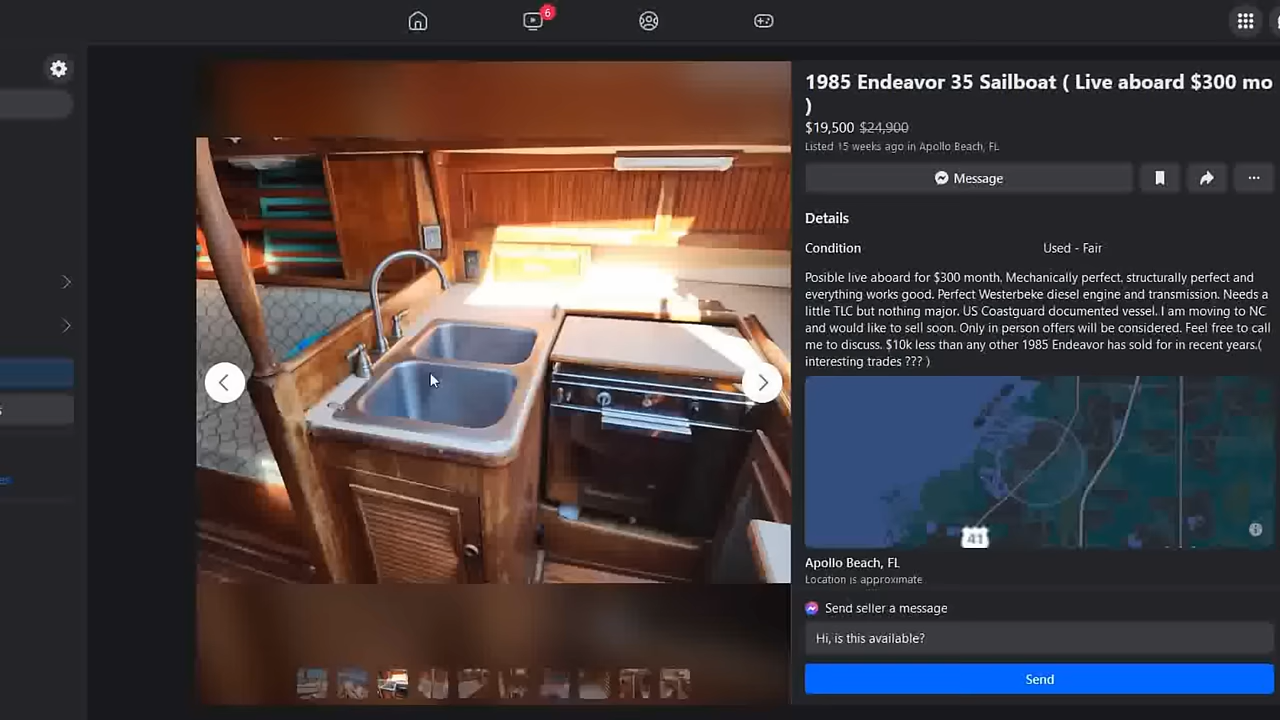 6
1985 Endeavor 35 Sailboat ( Live aboard $300 mo
)
$19,500 $24,900
Listed 15 weeks ago in Apollo Beach, FL
Message
Details
Condition Used - Fair
Posible live aboard for $300 month. Mechanically perfect, structurally perfect and
everything works good. Perfect Westerbeke diesel engine and transmission. Needs a
little TLC but nothing major. US Coastguard documented vessel. I am moving to NC
and would like to sell soon. Only in person offers will be considered. Feel free to call
me to discuss. $10k less than any other 1985 Endeavor has sold for in recent years.(
interesting trades ??? )
41
Apollo Beach, FL
Location is approximate
Send seller a message
Hi, is this available?
Send